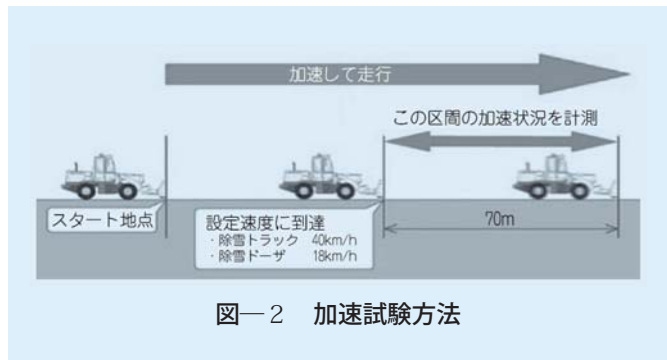 加速して走行
この区間の加速状況を計測
スタート地点
設定速度に到達
・除雪トラック 40km/h
・除雪ドーザ 18km/h
70m
図―2 加速試験方法